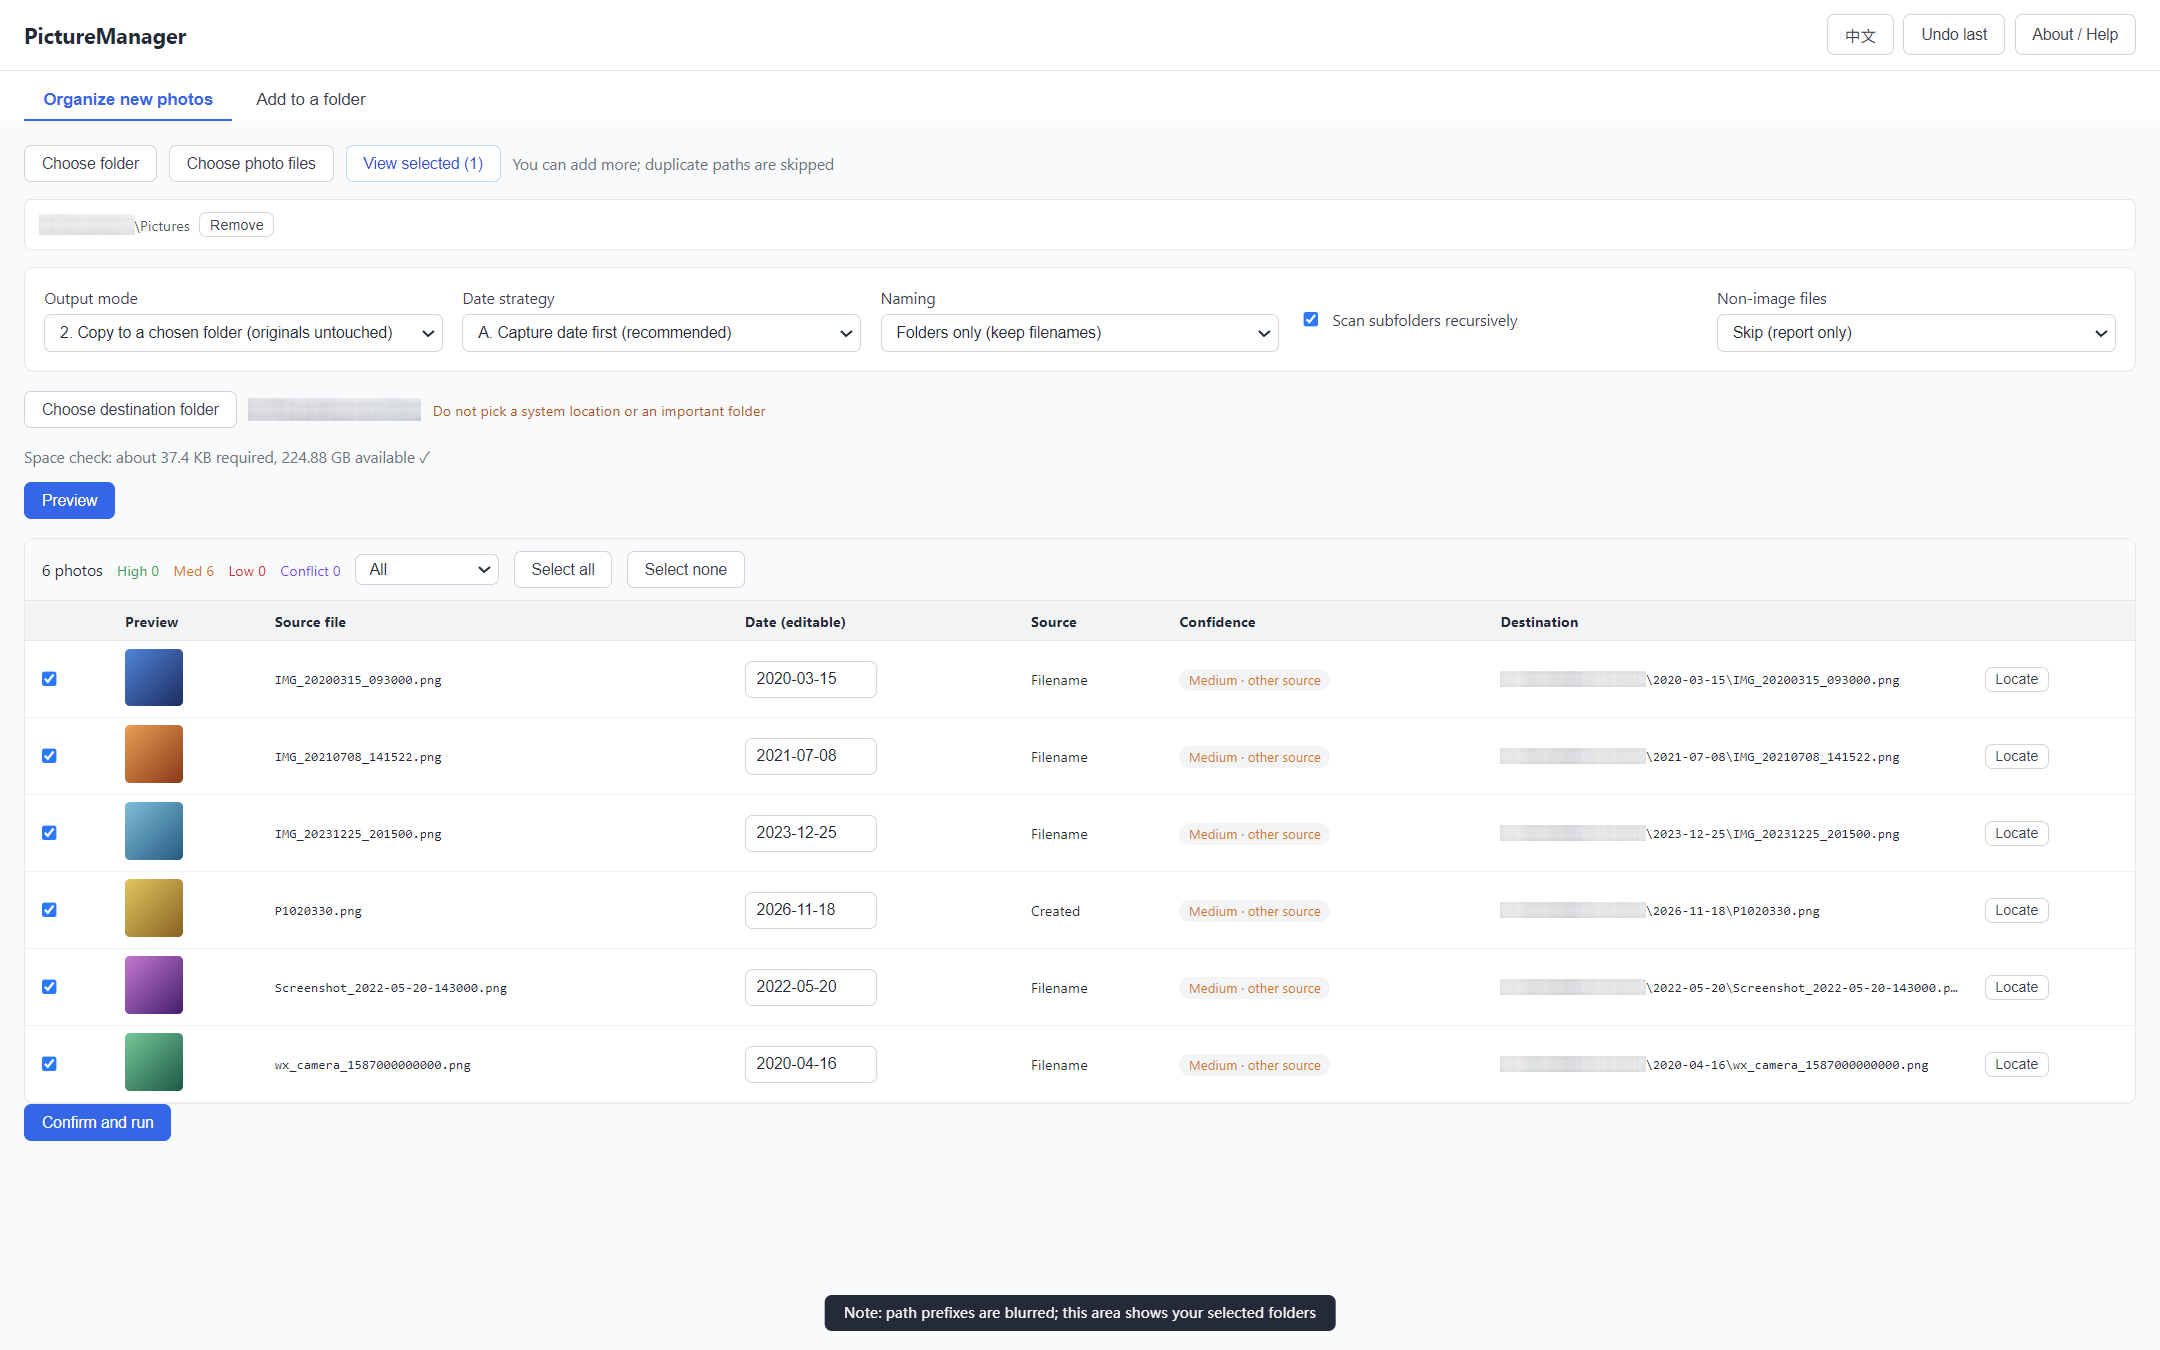 PictureManager
中文
Undo last
About / Help
Organize new photos
Add to a folder
Choose folder
Choose photo files
View selected (1)
You can add more; duplicate paths are skipped
\Pictures
Remove
Output mode
Date strategy
Naming
Non-image files
2. Copy to a chosen folder (originals untouched)
A. Capture date first (recommended)
Folders only (keep filenames)
Scan subfolders recursively
Skip (report only)
Choose destination folder
Do not pick a system location or an important folder
Space check: about 37.4 KB required, 224.88 GB available ✓
Preview
6 photos
High 0
Med 6
Low 0
Conflict 0
All
Select all
Select none
Preview
Source file
Date (editable)
Source
Confidence
Destination
IMG_20200315_093000.png
2020-03-15
Filename
Medium · other source
\2020-03-15\IMG_20200315_093000.png
Locate
IMG_20210708_141522.png
2021-07-08
Filename
Medium · other source
\2021-07-08\IMG_20210708_141522.png
Locate
IMG_20231225_201500.png
2023-12-25
Filename
Medium · other source
\2023-12-25\IMG_20231225_201500.png
Locate
P1020330.png
2026-11-18
Created
Medium · other source
\2026-11-18\P1020330.png
Locate
Screenshot_2022-05-20-143000.png
2022-05-20
Filename
Medium · other source
\2022-05-20\Screenshot_2022-05-20-143000.p…
Locate
wx_camera_1587000000000.png
2020-04-16
Filename
Medium · other source
\2020-04-16\wx_camera_1587000000000.png
Locate
Confirm and run
Note: path prefixes are blurred; this area shows your selected folders